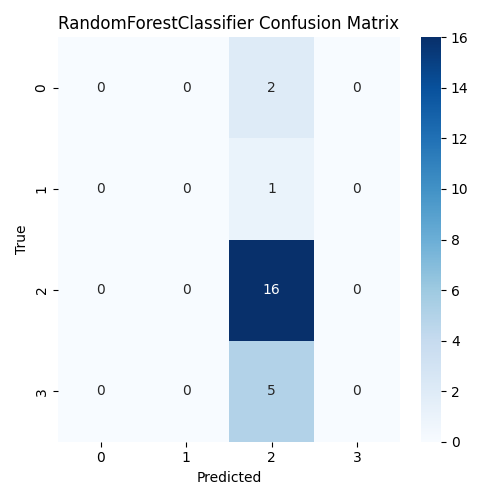 RandomForestClassifier Confusion Matrix
0 0 0 2 0
1 0 0 1 0
2 0 0 16 0
3 0 0 5 0
0 1 2 3
Predicted
True
16
14
12
10
8
6
4
2
0